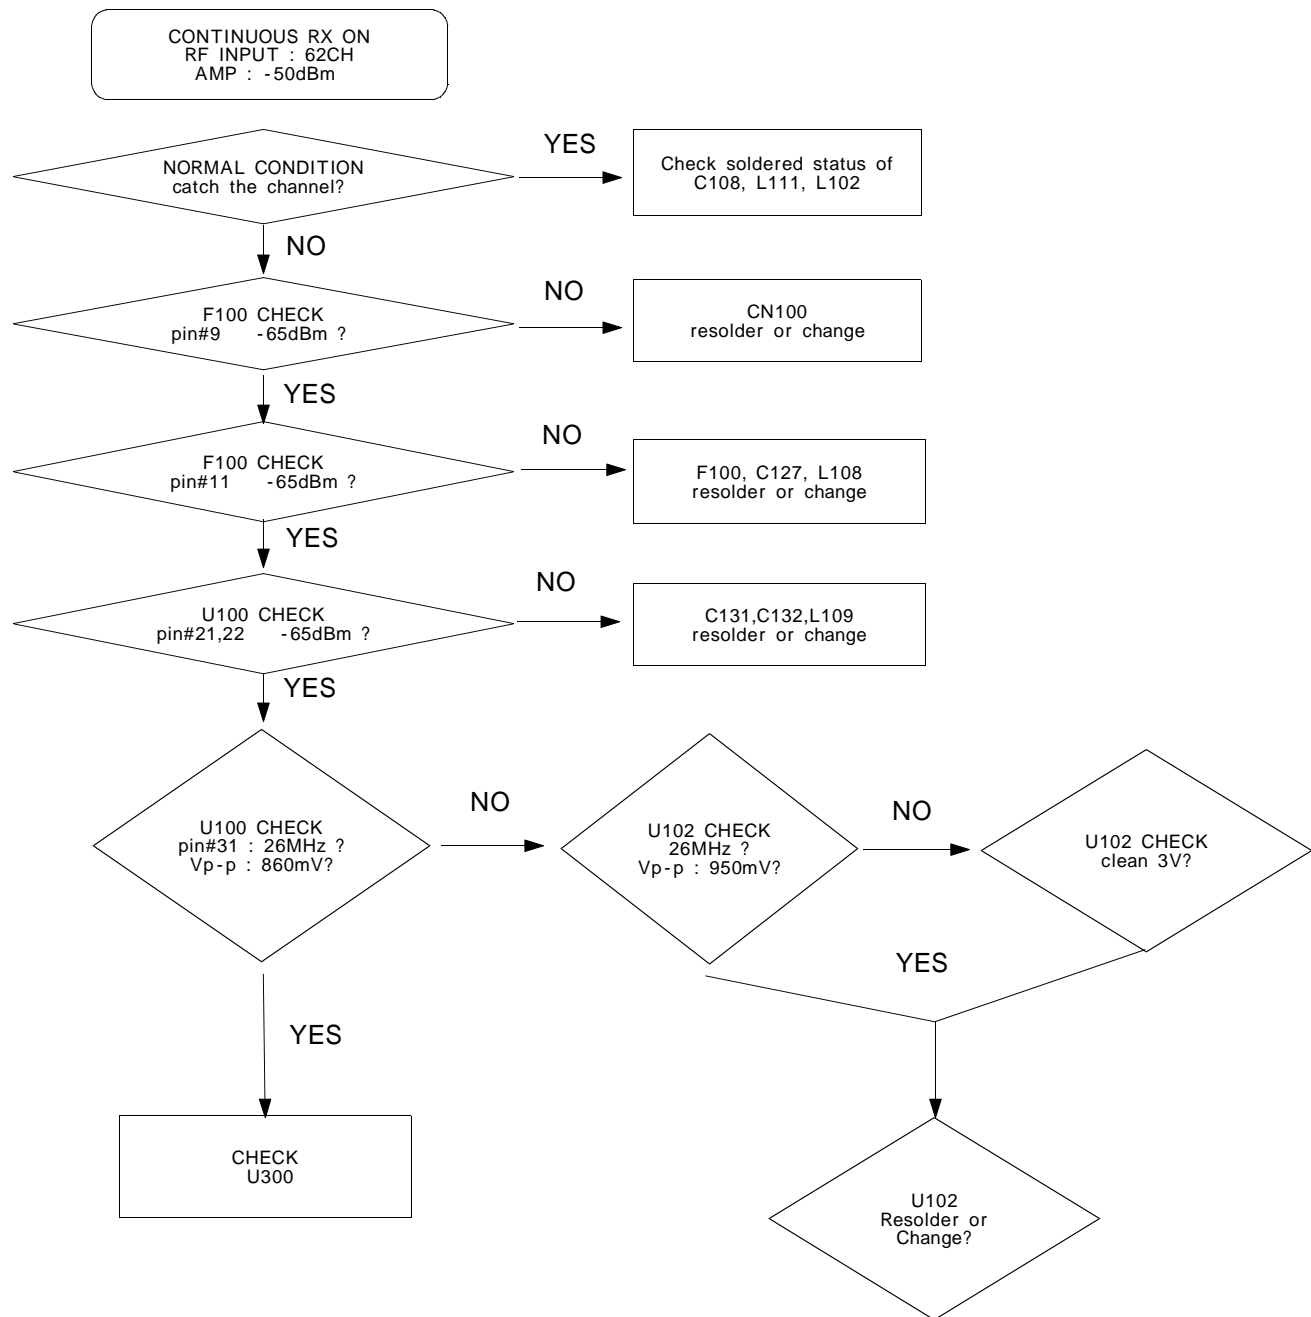 CONTINUOUS RX ON
RF INPUT : 62CH
AMP : -50dBm
NORMAL CONDITION
catch the channel?
YES
Check soldered status of
C108, L111, L102
NO
F100 CHECK
pin#9 -65dBm ?
NO
CN100
resolder or change
YES
F100 CHECK
pin#11 -65dBm ?
NO
F100, C127, L108
resolder or change
YES
U100 CHECK
pin#21,22 -65dBm ?
NO
C131,C132,L109
resolder or change
YES
U100 CHECK
pin#31 : 26MHz ?
Vp-p : 860mV?
NO
U102 CHECK
26MHz ?
Vp-p : 950mV?
NO
U102 CHECK
clean 3V?
YES
YES
CHECK
U300
U102
Resolder or
Change?